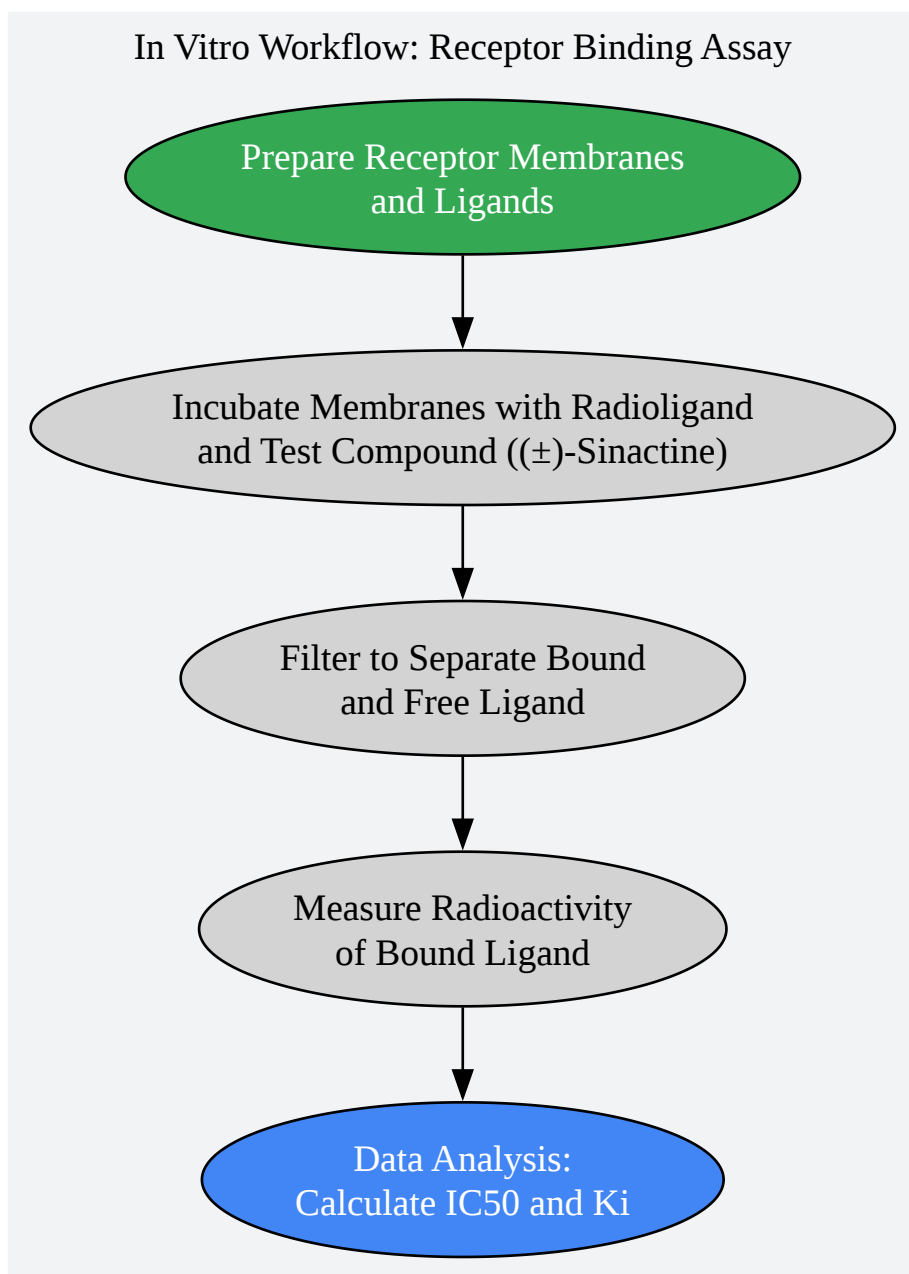 In Vitro Workflow: Receptor Binding Assay
Prepare Receptor Membranes
and Ligands
Incubate Membranes with Radioligand
and Test Compound ((±)-Sinactine)
Filter to Separate Bound
and Free Ligand
Measure Radioactivity
of Bound Ligand
Data Analysis:
Calculate IC50 and Ki